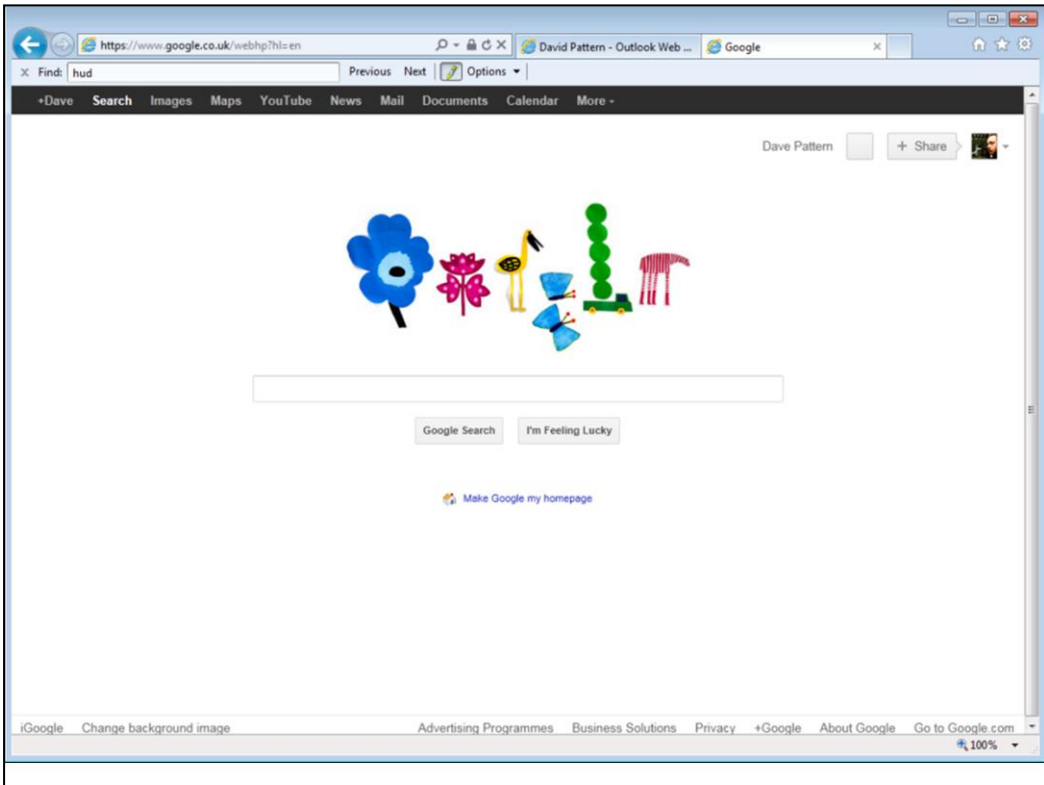 https://www.google.co.uk/webhp?hl=en
David Pattern - Outlook Web ...
Google
X Find: hud Previous Next Options
+Dave Search Images Maps YouTube News Mail Documents Calendar More
Dave Pattern + Share
Google Search I'm Feeling Lucky
Make Google my homepage
iGoogle Change background image Advertising Programmes Business Solutions Privacy +Google About Google Go to Google.com
100%